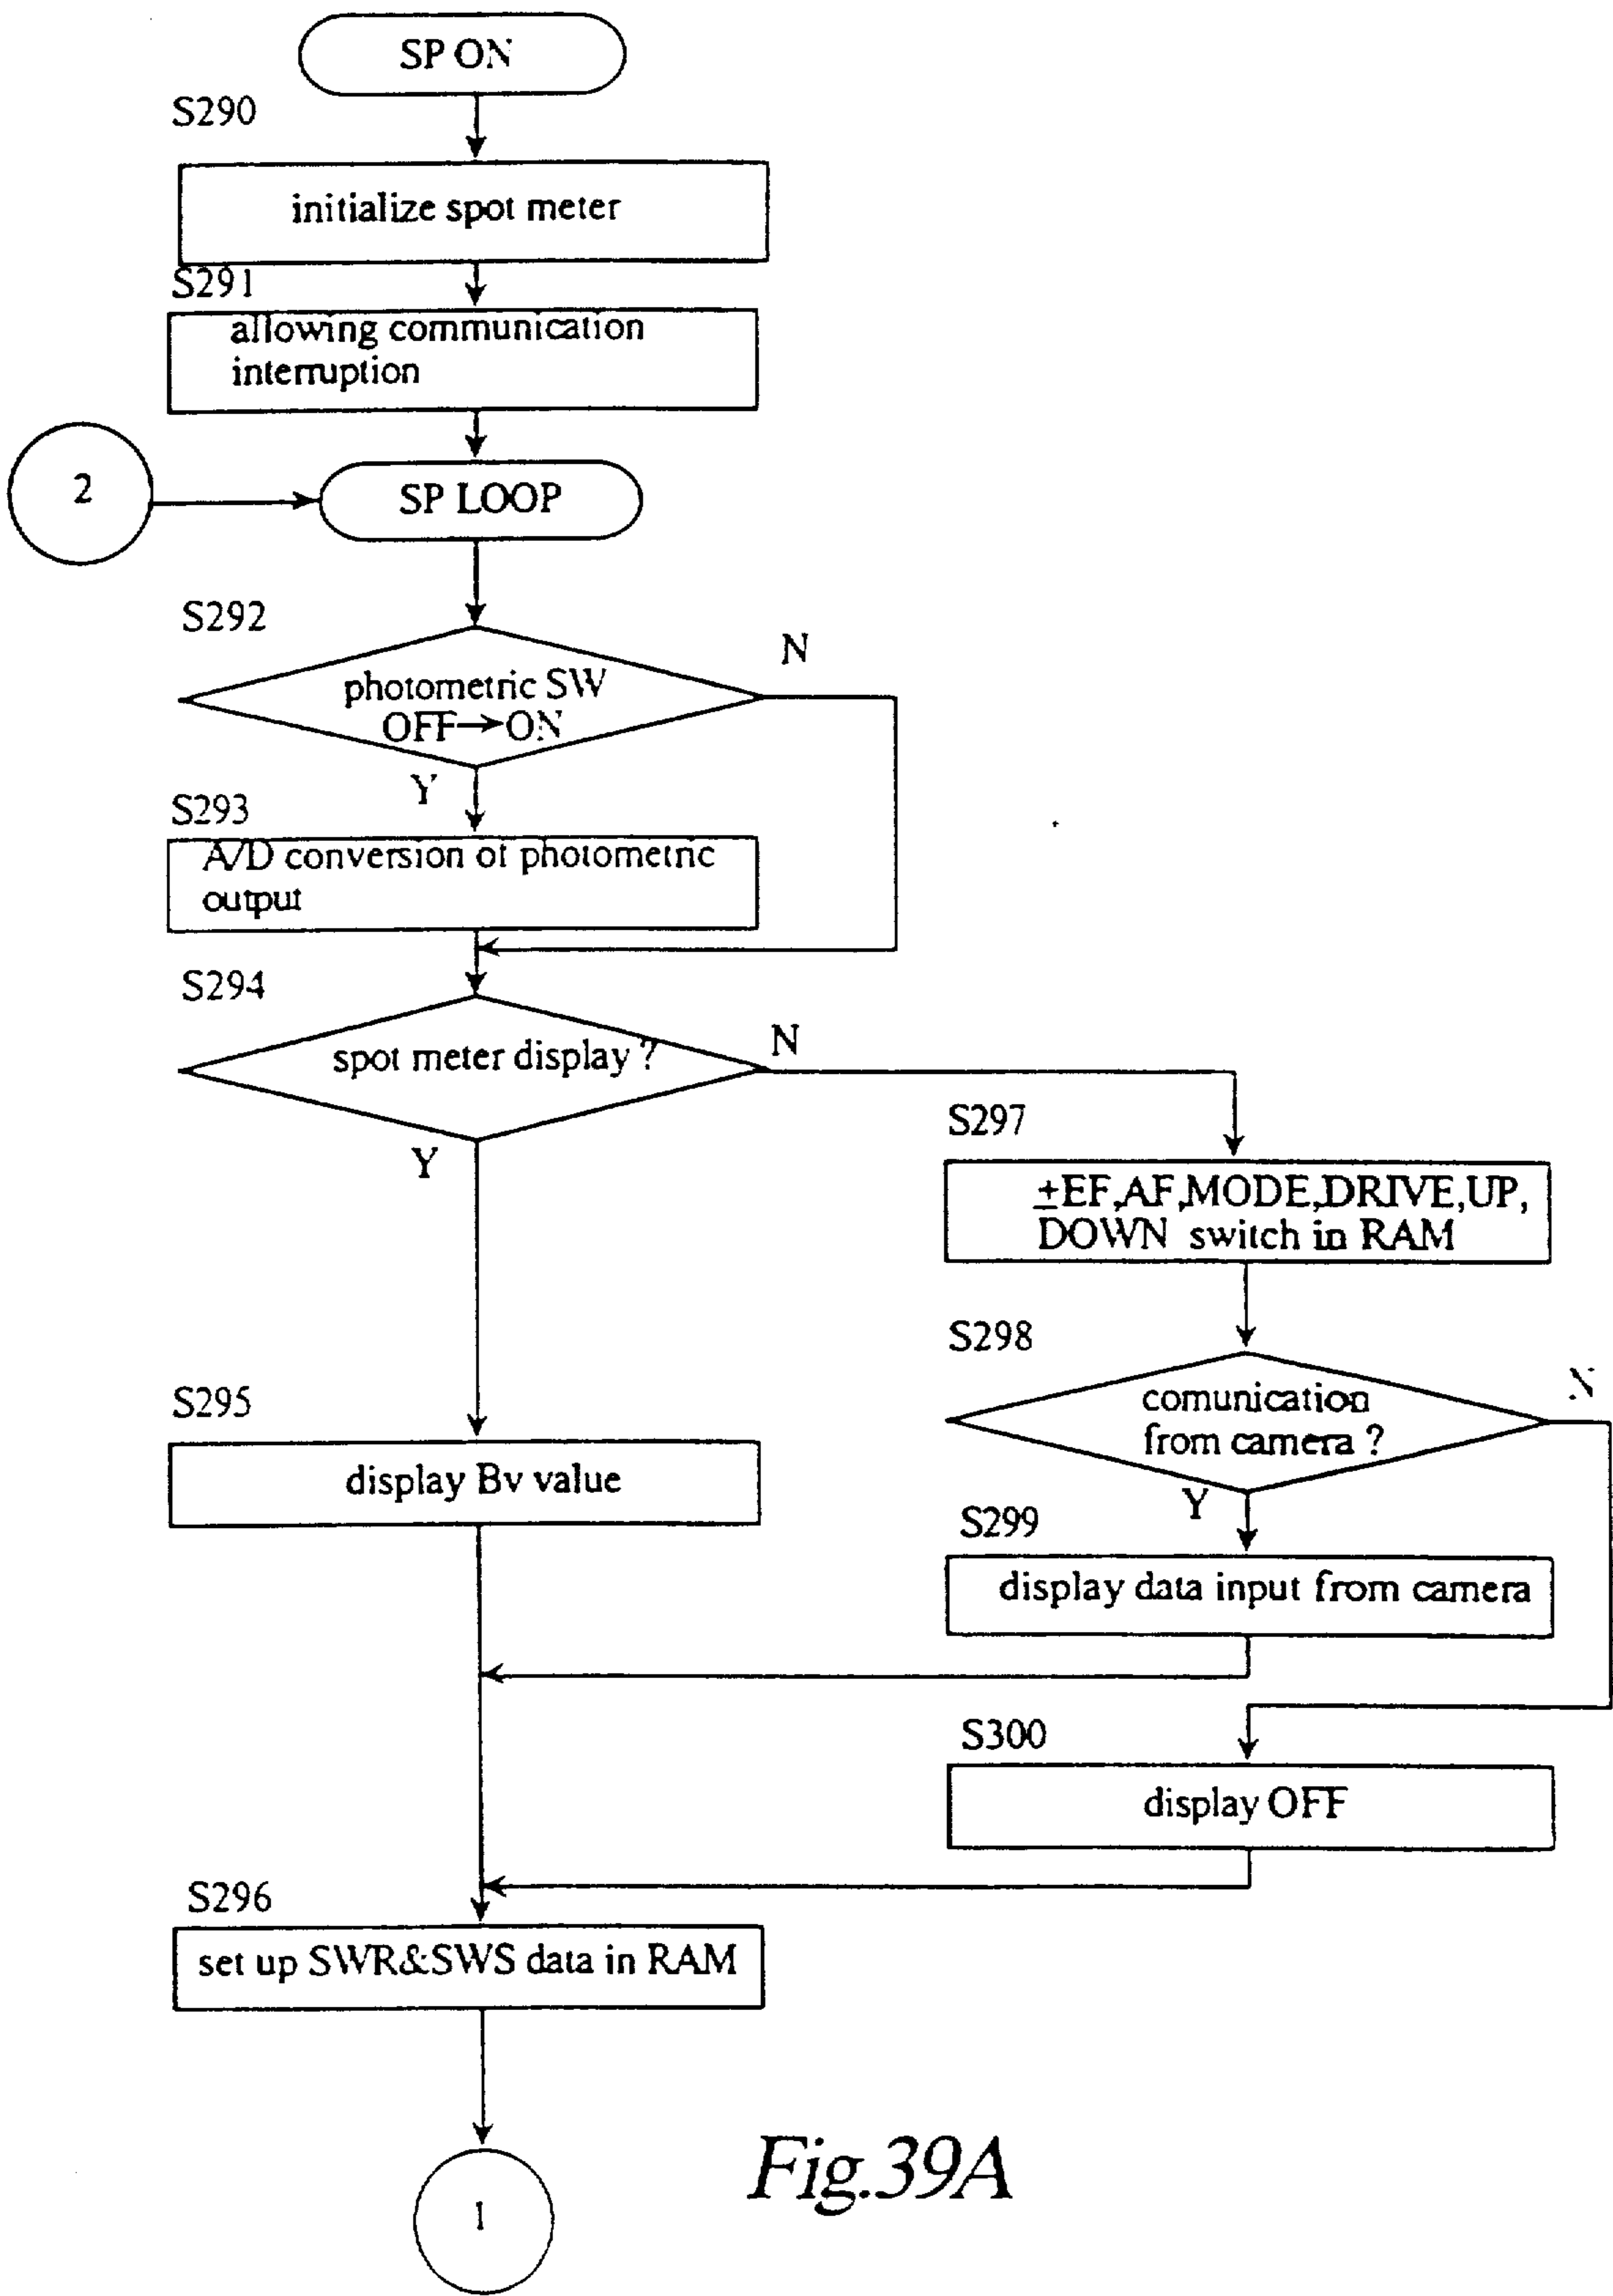 SP ON
S290
initialize spot meter
S291
allowing communication
interruption
2
SP LOOP
S292
N
photometric SW
OFF→ON
Y
S293
A/D conversion of photometric
output
S294
N
spot meter display ?
Y
S297
±EF,AF,MODE,DRIVE,UP,
DOWN switch in RAM
S298
N
comunication
from camera ?
Y
S295
display Bv value
S299
display data input from camera
S300
display OFF
S296
set up SWR&SWS data in RAM
1
Fig.39A